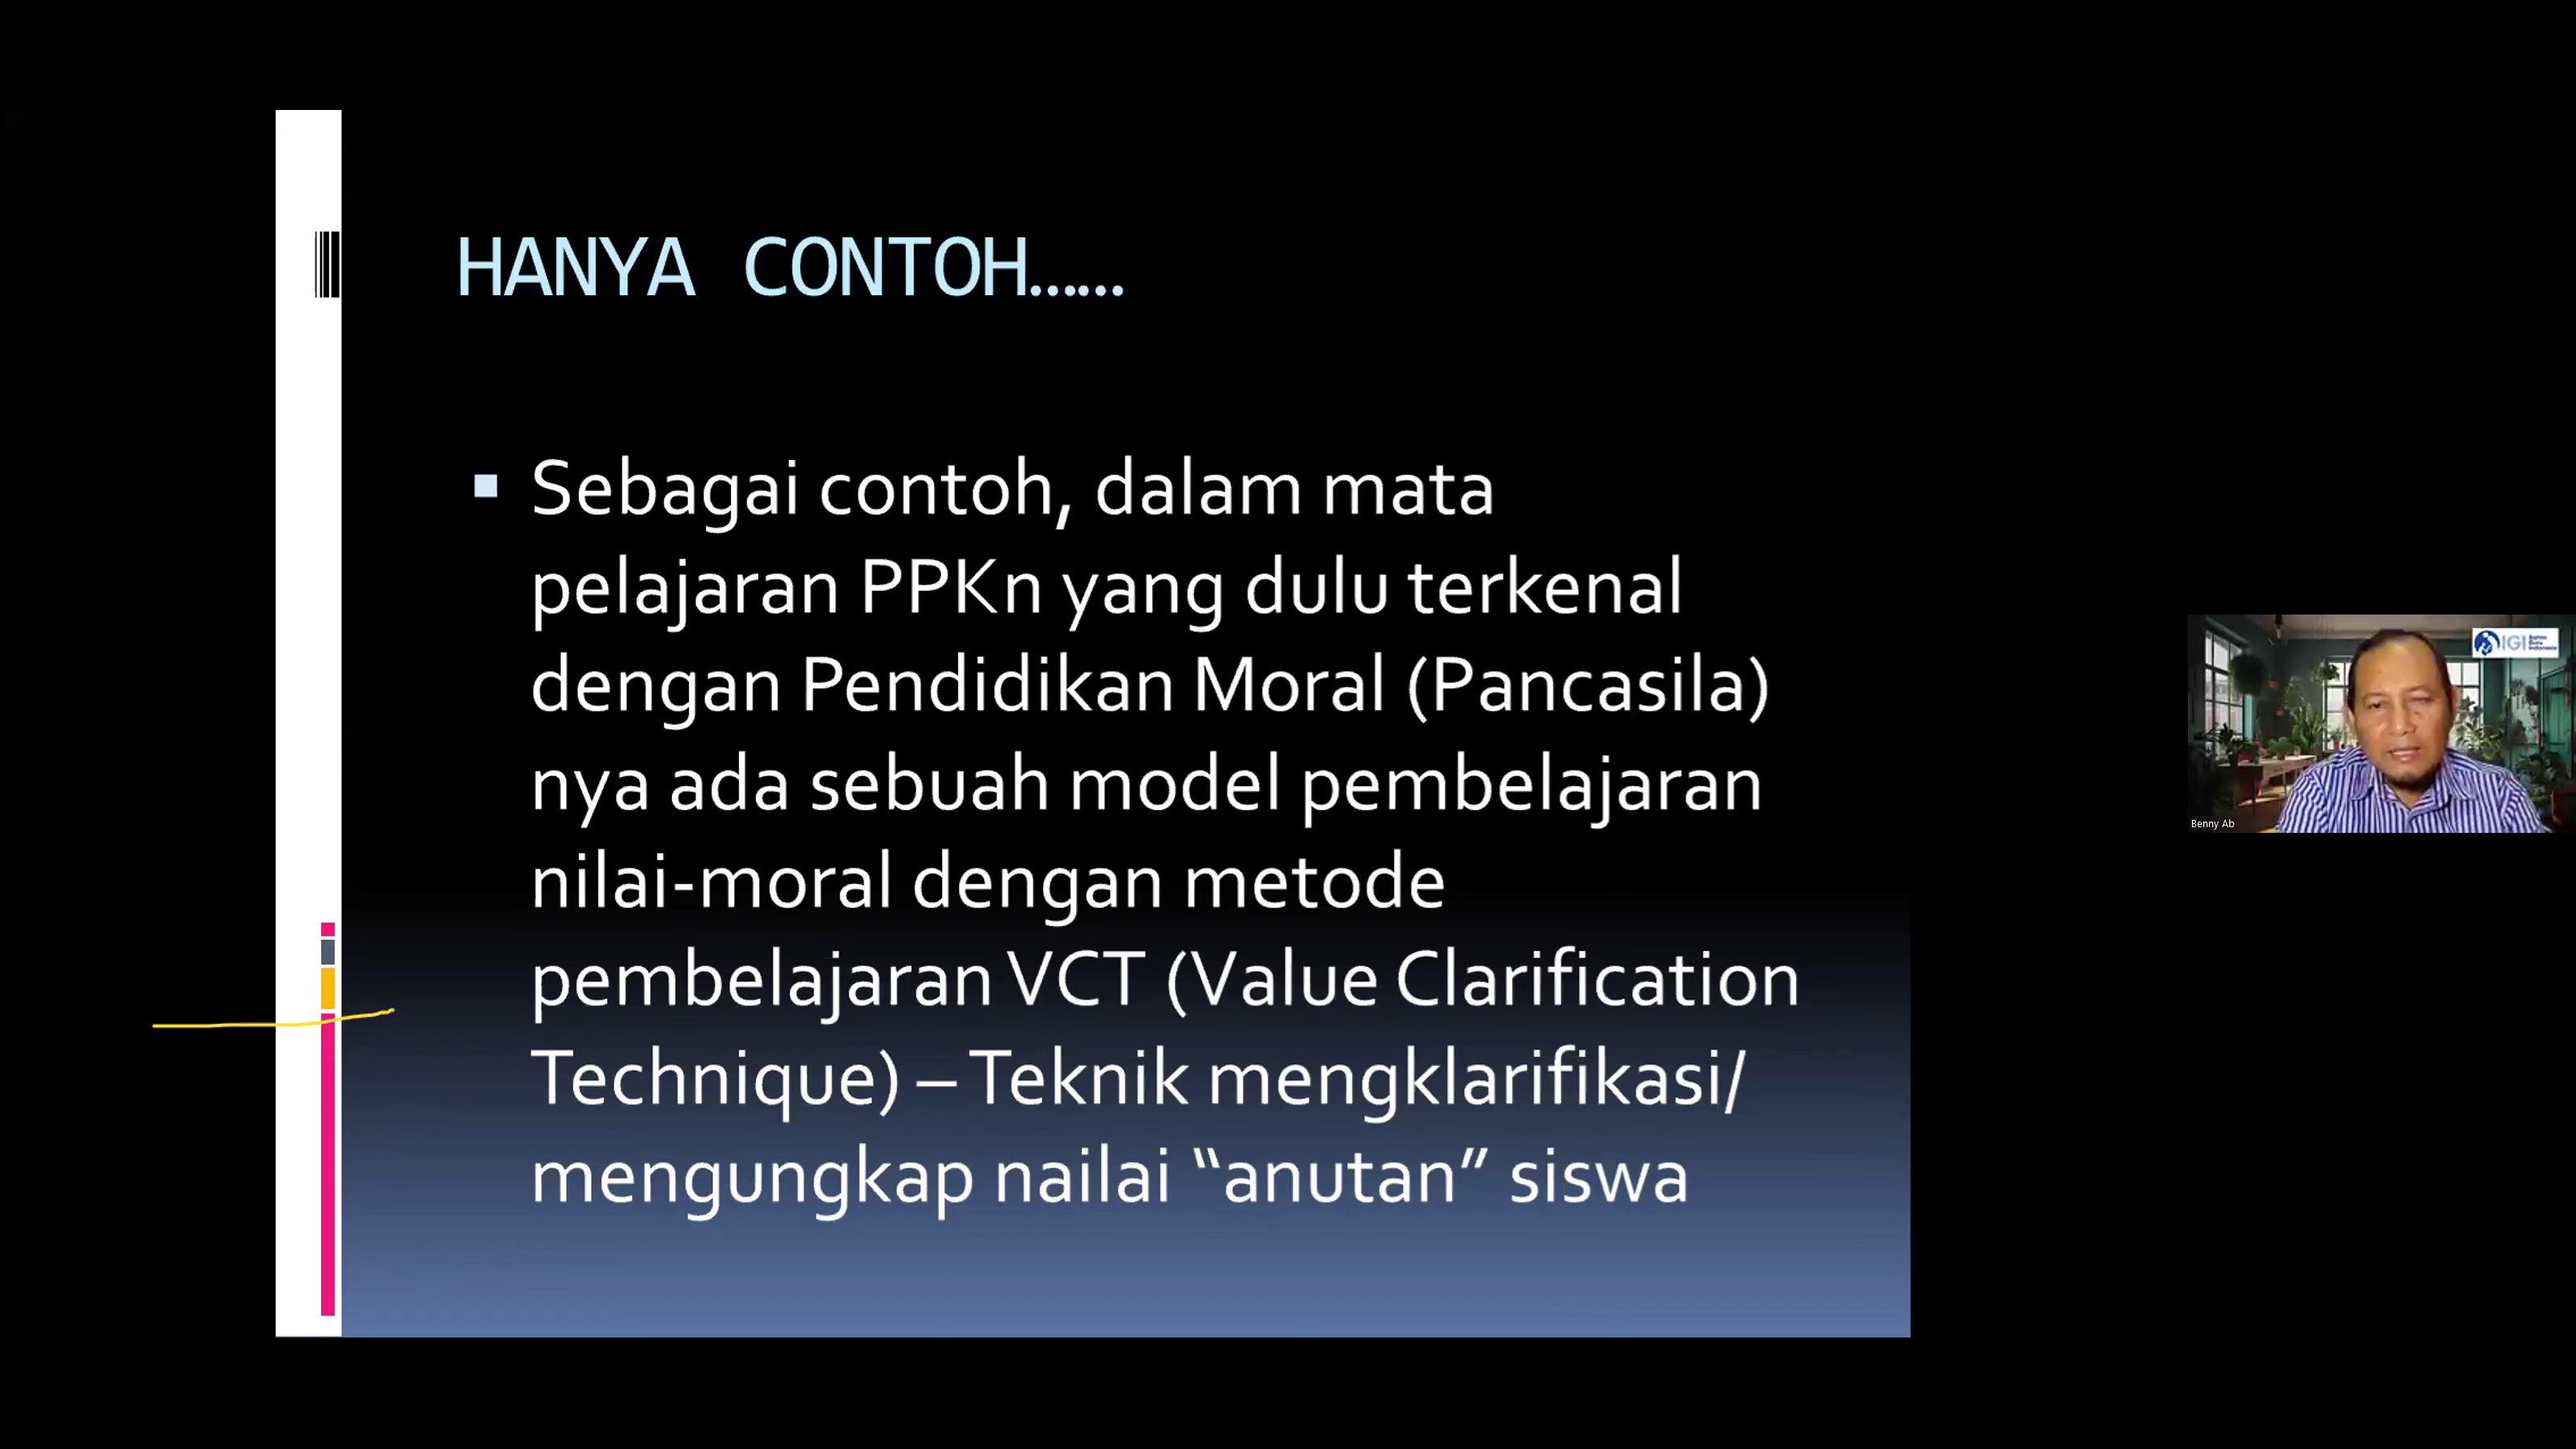 HANYA CONTOH......
Sebagai contoh, dalam mata
pelajaran PPKn yang dulu terkenal
dengan Pendidikan Moral (Pancasila)
nya ada sebuah model pembelajaran
nilai-moral dengan metode
pembelajaran VCT (Value Clarification
Technique) – Teknik mengklarifikasi/
mengungkap nailai “anutan” siswa
IGI
Benny Ab